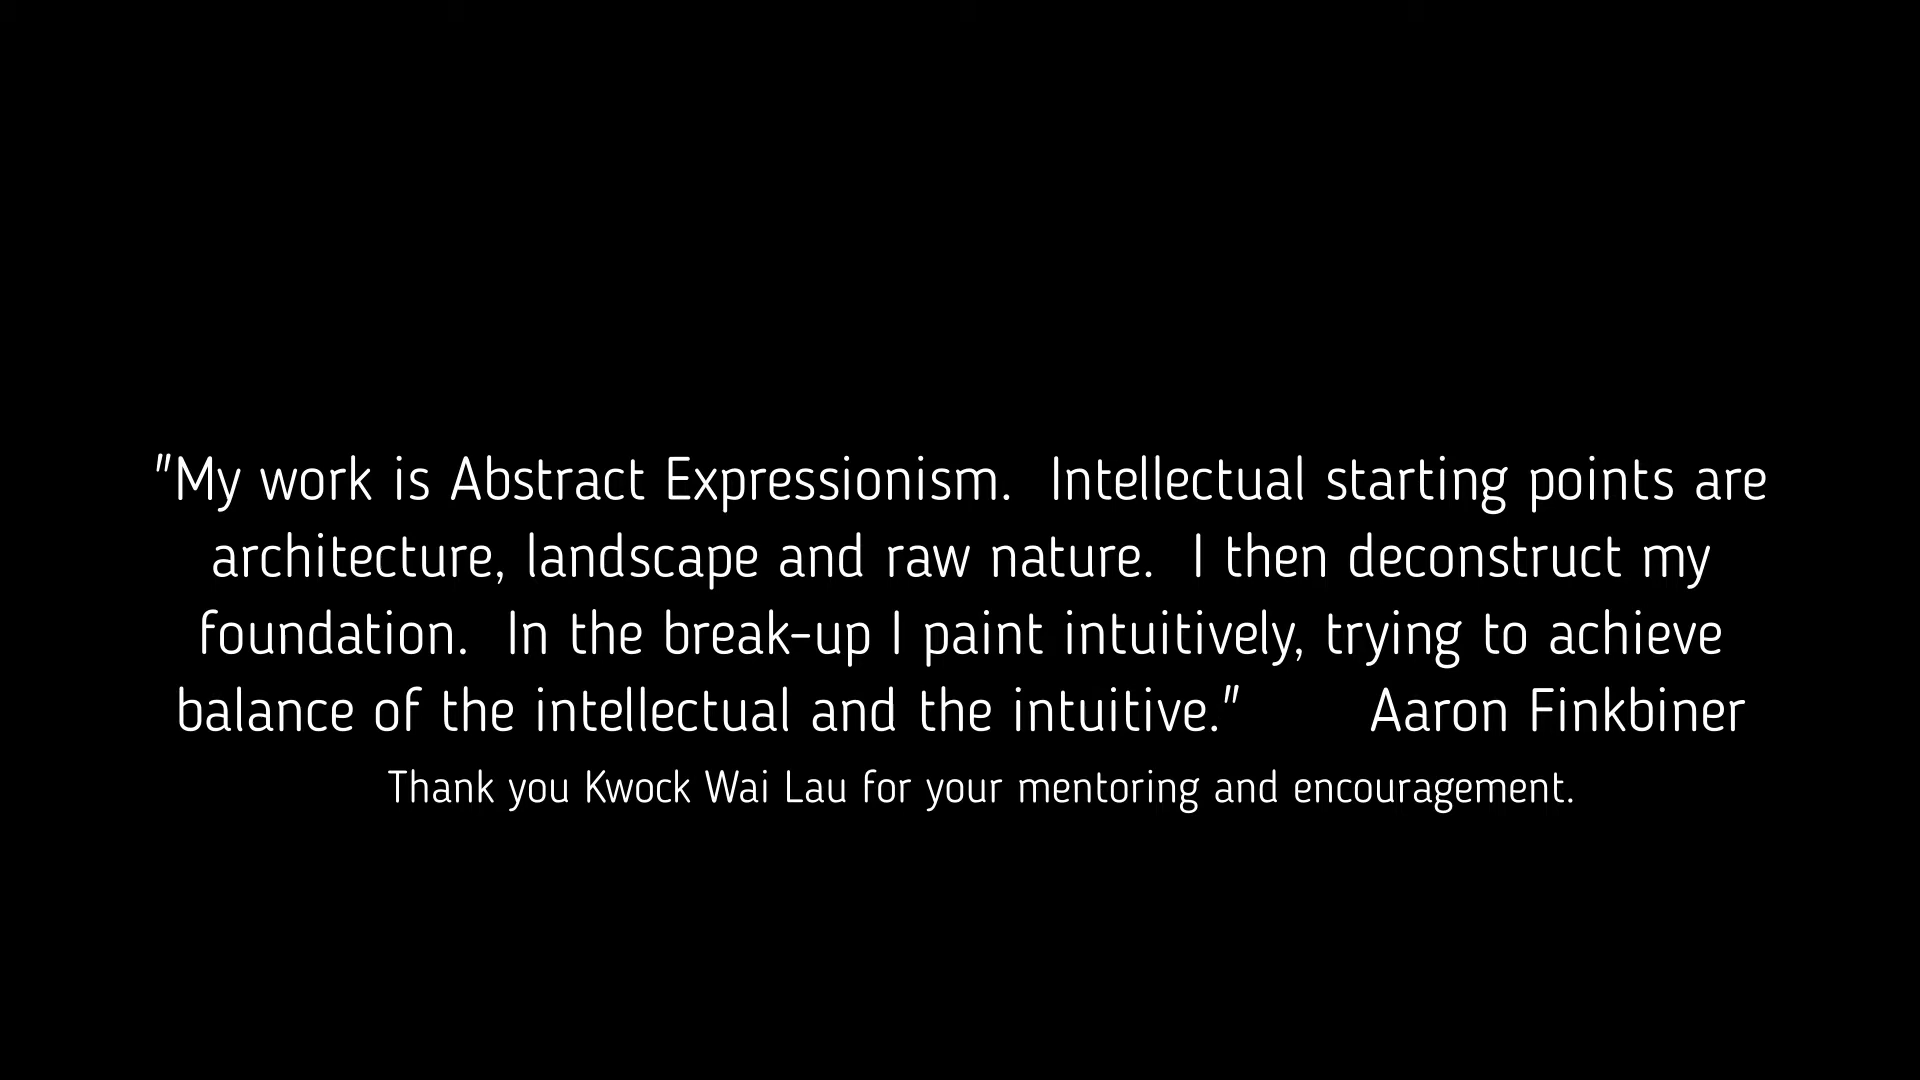 "My work is Abstract Expressionism.  Intellectual starting points are
architecture, landscape and raw nature.  I then deconstruct my
foundation.  In the break-up I paint intuitively, trying to achieve
balance of the intellectual and the intuitive."      Aaron Finkbiner
Thank you Kwock Wai Lau for your mentoring and encouragement.